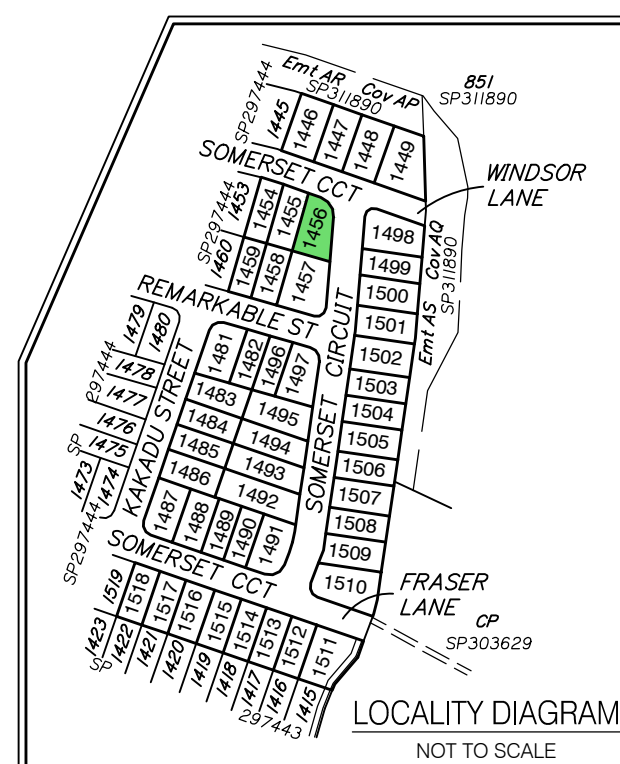 Emt AR
Cov AP
SP311890
851
SP311890
SP297444
1445
1446
1447
1448
1449
SOMERSET CCT
WINDSOR
LANE
SP297444
1453
1454
1455
1456
1460
1459
1458
1457
1498
1499
1500
1501
1502
1503
1504
1505
1506
1507
1508
1509
1510
Emt AS
Cov AQ
SP311890
REMARKABLE ST
SOMERSET CIRCUIT
KAKADU STREET
1479
1480
1478
1477
1476
1475
1473
1474
SP
297444
SP297444
1481
1482
1496
1497
1483
1495
1484
1494
1485
1493
1486
1492
1487
1488
1489
1490
1491
SOMERSET CCT
FRASER
LANE
CP
SP303629
1519
1518
1517
1516
1515
1514
1513
1512
1511
1423
1422
1421
1420
1419
1418
1417
1416
1415
SP
297443
LOCALITY DIAGRAM
NOT TO SCALE